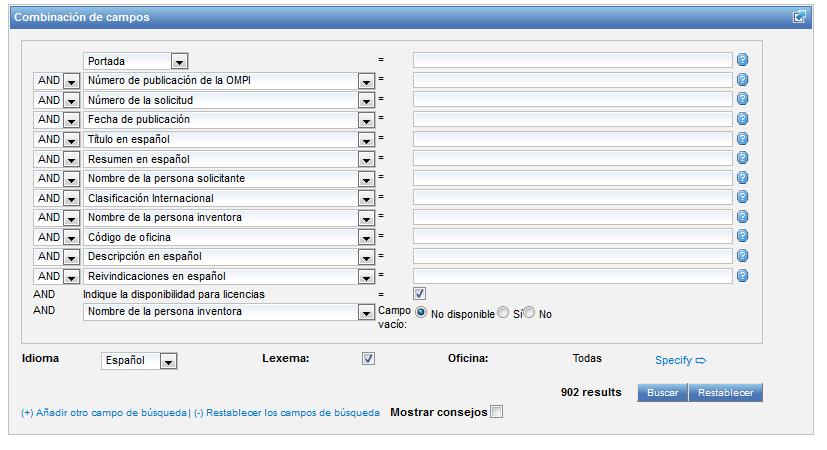 Combinación de campos
Portada =
AND Número de publicación de la OMPI =
AND Número de la solicitud =
AND Fecha de publicación =
AND Título en español =
AND Resumen en español =
AND Nombre de la persona solicitante =
AND Clasificación Internacional =
AND Nombre de la persona inventora =
AND Código de oficina =
AND Descripción en español =
AND Reivindicaciones en español =
AND Indique la disponibilidad para licencias =
AND Nombre de la persona inventora Campo vacío: No disponible Sí No
Idioma Español Lexema: Oficina: Todas Specify ⇨
902 results Buscar Restablecer
(+) Añadir otro campo de búsqueda| (-) Restablecer los campos de búsqueda Mostrar consejos